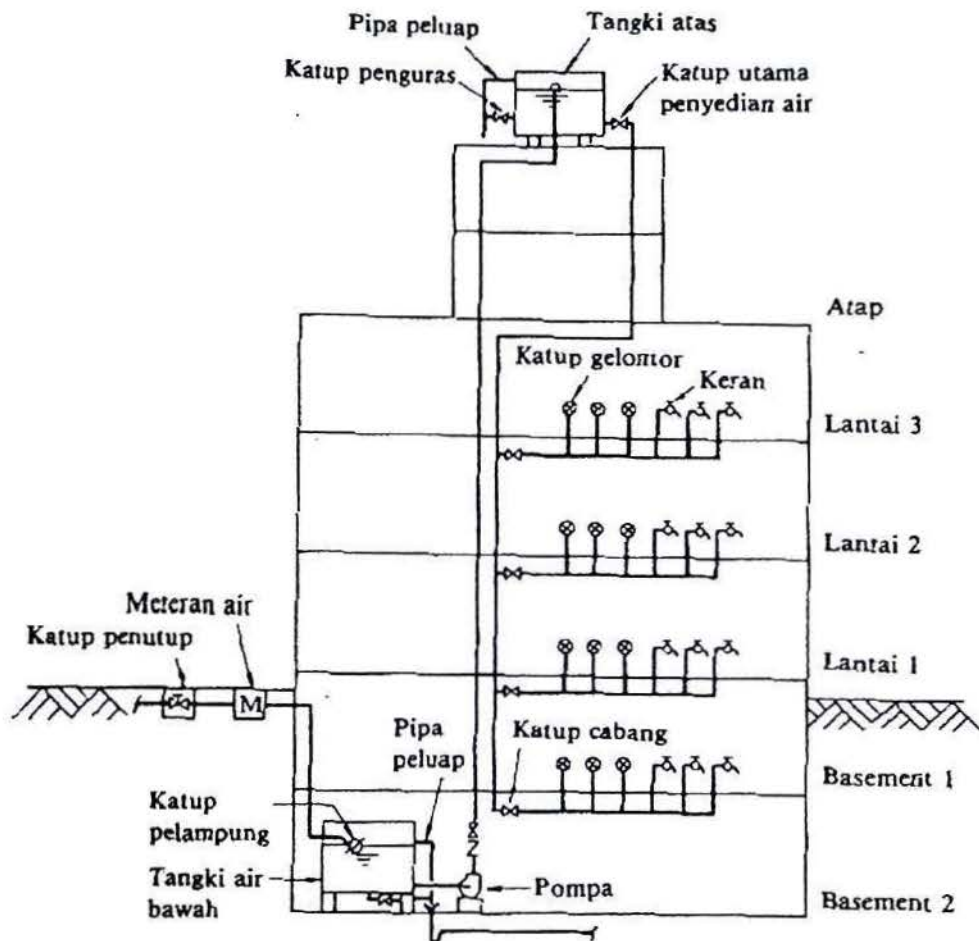 Pipa peluap
Tangki atas
Katup penguras
Katup utama
penyedian air
Atap
Katup gelontor
Keran
Lantai 3
Lantai 2
Meteran air
Katup penutup
Lantai 1
M
Pipa
peluap
Katup cabang
Basement 1
Katup
pelampung
Tangki air
bawah
Pompa
Basement 2